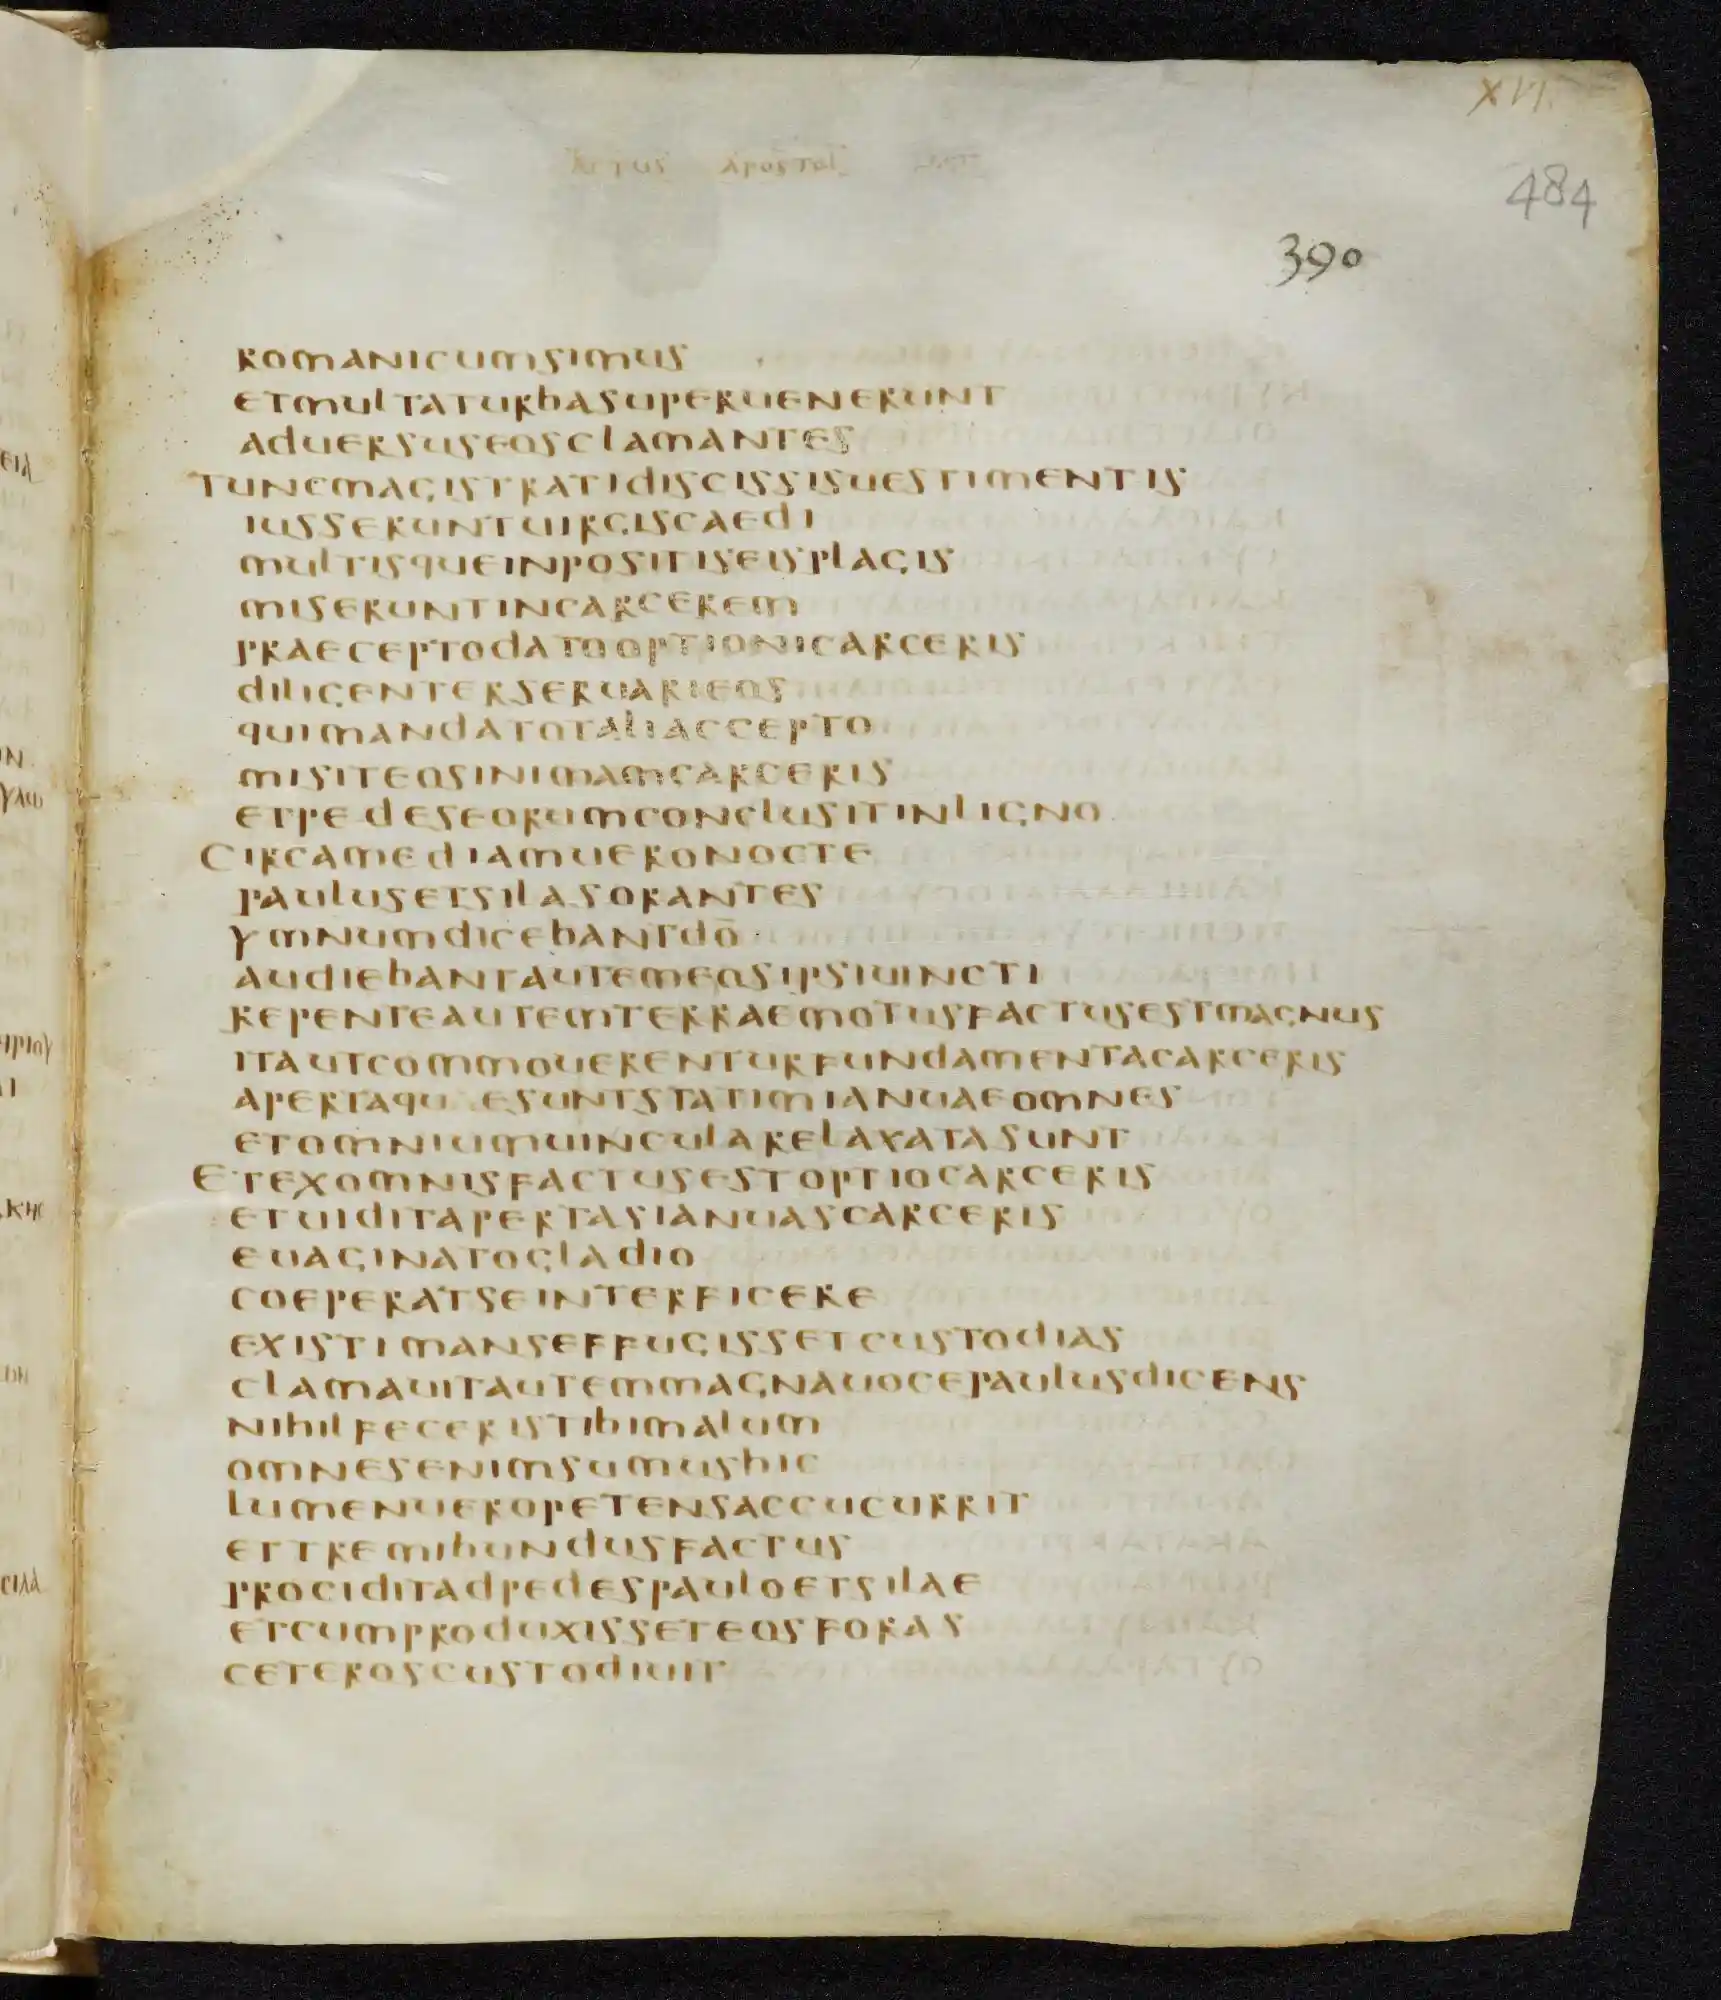 XVI
484
apostol
390
romanicumsimus
etmultaturbasuperuenerunt
aduersuseosclamantes
tuncmagistratidiscissisuestimentis
iusseruntuirgiscaedi
multisqueinpositiseisplagis
miseruntincarcerem
praeceptodatooptionicarceris
diligenterseruarieos
quimandatotaliaccepto
misiteosinimamcarceris
etpedeseorumconclusitinligno
circamediamueronocte
paulusetsilasorantes
ymnumdicebantdō
audiebantautemeosipsiuincti
repenteautemterraemotusfactusestmagnus
itautcommouerenturfundamentacarceris
apertaqu esuntstatimianuaeomnes
etomniumuincularelaxatasunt
etexomnisfactusestoptiocarceris
etuiditapertasianuascarceris
euaginatogladio
coeperatseinterficere
existimanseffugissetcustodias
clamauitautemmagnauocepaulusdicens
nihilfeceristibimalum
omnesenimsumushic
lumenueropetensaccucurrit
ettremibundusfactus
prociditadpedespauloetsilae
etcumproduxisseteosforas
ceteroscustodiuit